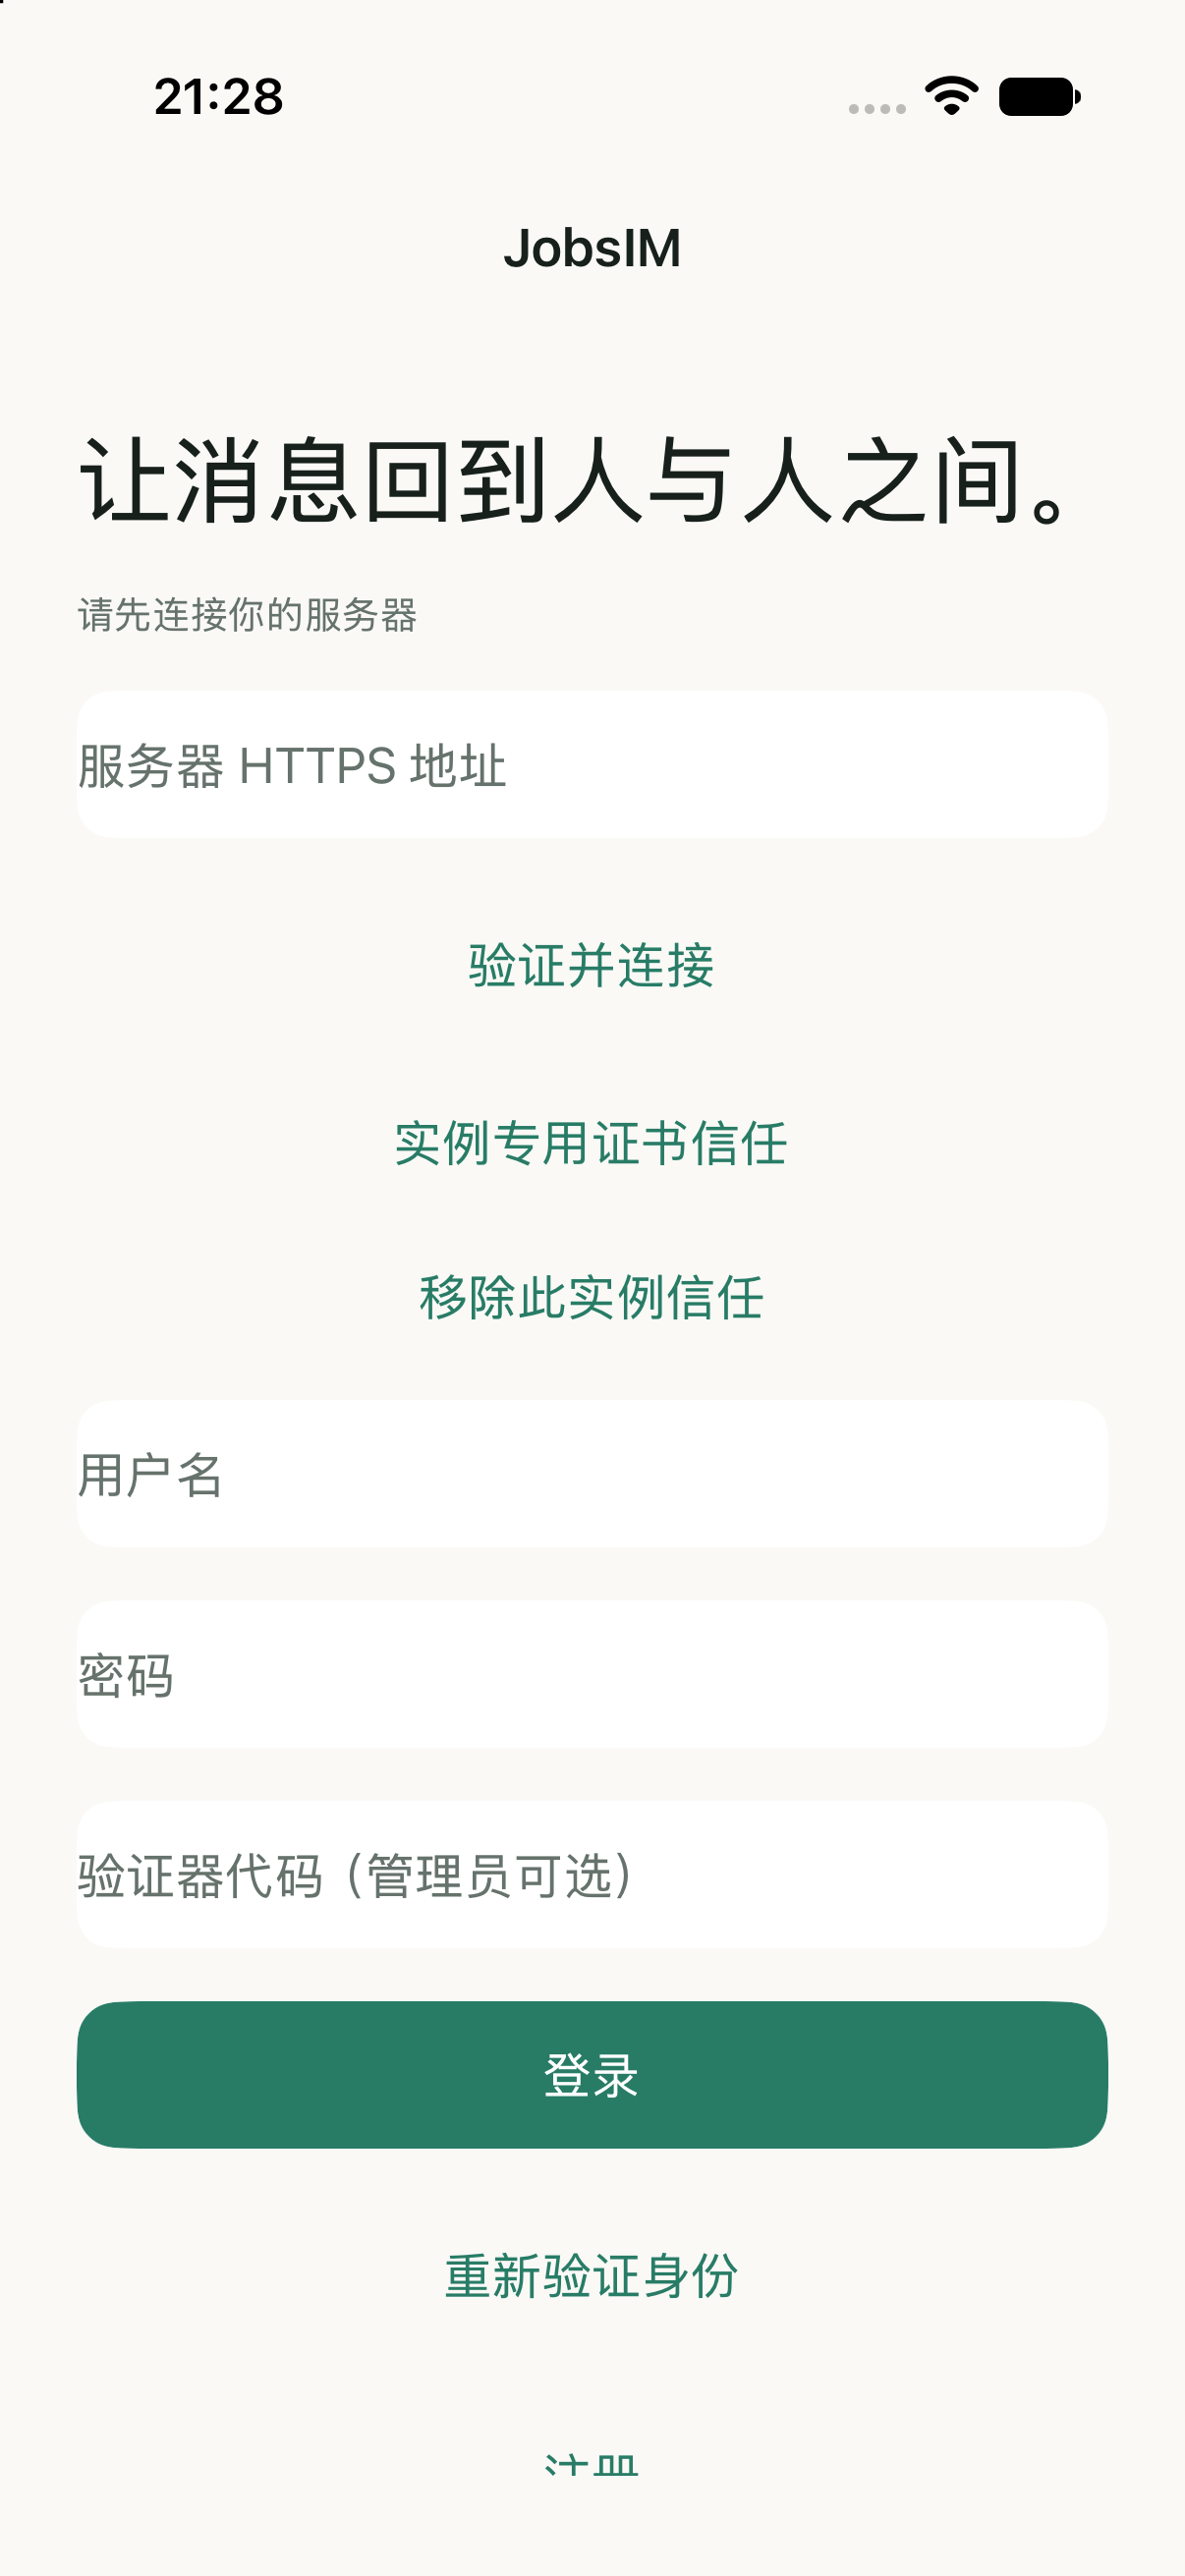 21:28
JobsIM
让消息回到人与人之间。
请先连接你的服务器
服务器 HTTPS 地址
验证并连接
实例专用证书信任
移除此实例信任
用户名
密码
验证器代码（管理员可选）
登录
重新验证身份